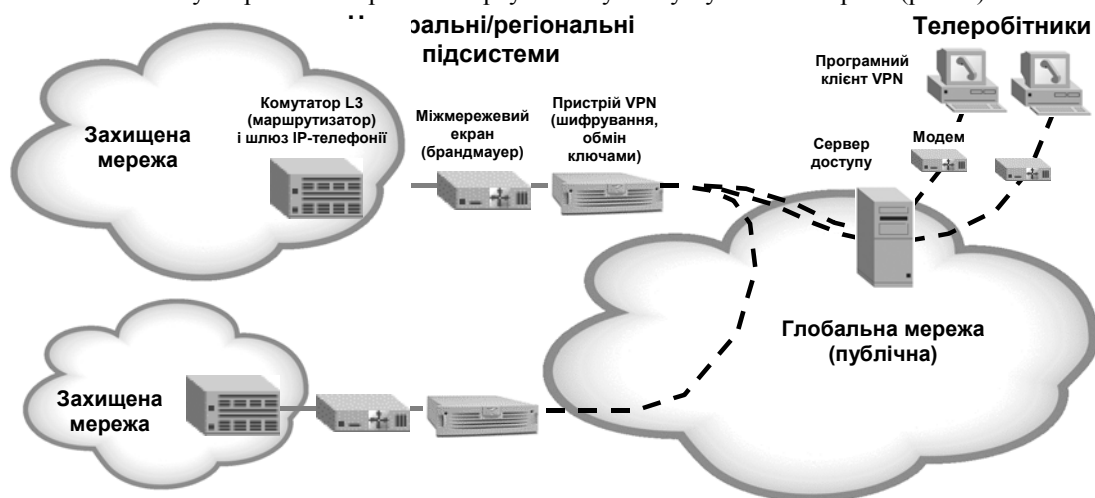 ральні/регіональні
підсистеми
Телеробітники
Програмний
клієнт VPN
Комутатор L3
(маршрутизатор)
і шлюз IP-телефонії
Міжмережевий
екран
(брандмауер)
Пристрій VPN
(шифрування,
обмін
ключами)
Захищена
мережа
Сервер
доступу
Модем
Глобальна мережа
(публічна)
Захищена
мережа